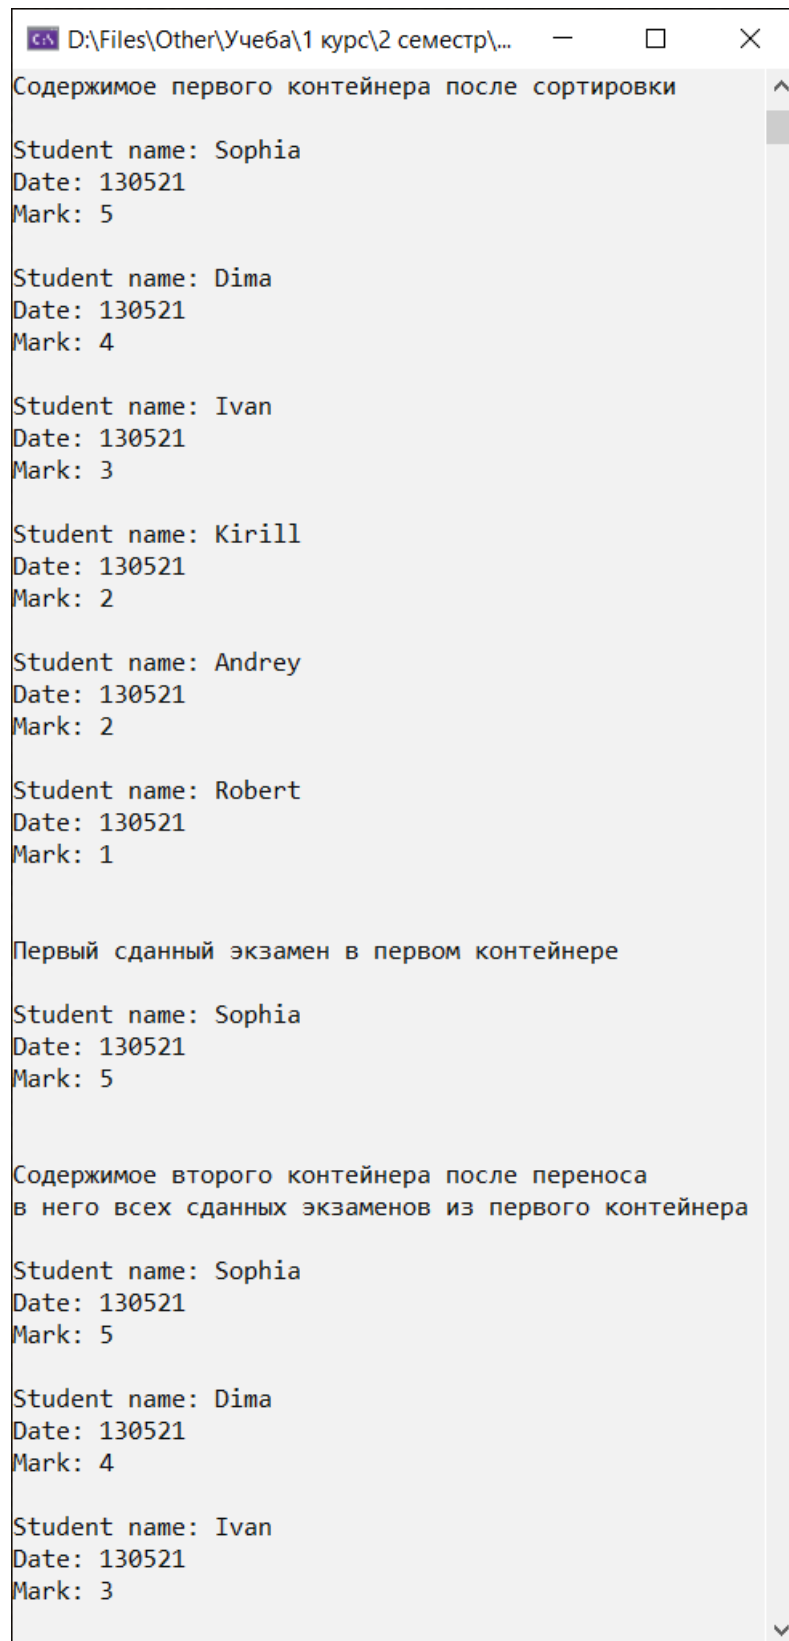 D:\Files\Other\Учеба\1 курс\2 семестр\...
Содержимое первого контейнера после сортировки
Student name: Sophia
Date: 130521
Mark: 5
Student name: Dima
Date: 130521
Mark: 4
Student name: Ivan
Date: 130521
Mark: 3
Student name: Kirill
Date: 130521
Mark: 2
Student name: Andrey
Date: 130521
Mark: 2
Student name: Robert
Date: 130521
Mark: 1
Первый сданный экзамен в первом контейнере
Student name: Sophia
Date: 130521
Mark: 5
Содержимое второго контейнера после переноса
в него всех сданных экзаменов из первого контейнера
Student name: Sophia
Date: 130521
Mark: 5
Student name: Dima
Date: 130521
Mark: 4
Student name: Ivan
Date: 130521
Mark: 3